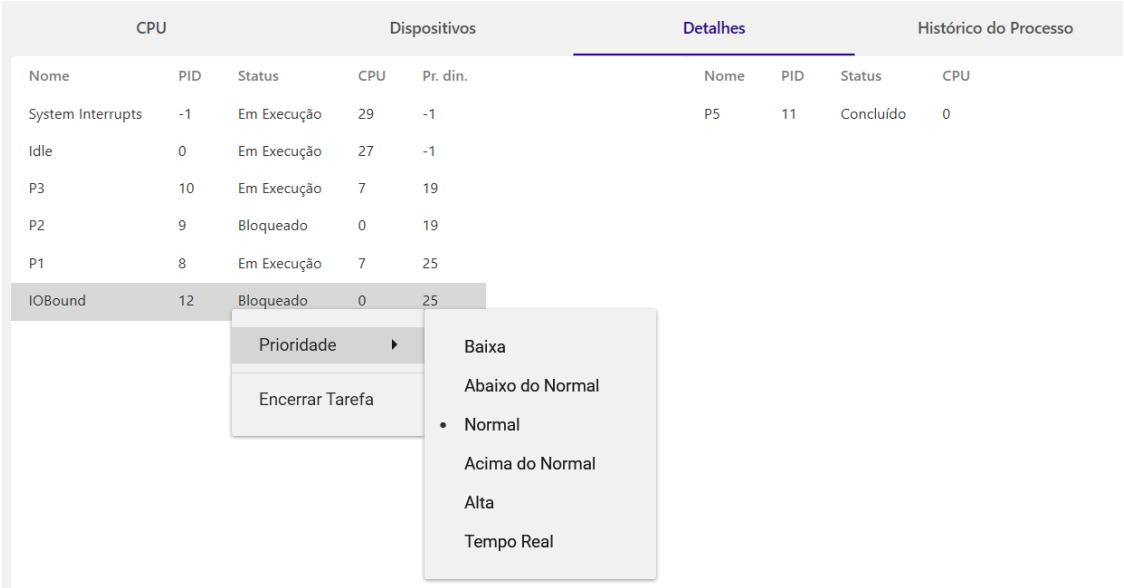 CPU Dispositivos Detalhes Histórico do Processo
Nome PID Status CPU Pr. din. Nome PID Status CPU
System Interrupts -1 Em Execução 29 -1 P5 11 Concluído 0
Idle 0 Em Execução 27 -1
P3 10 Em Execução 7 19
P2 9 Bloqueado 0 19
P1 8 Em Execução 7 25
IOBound 12 Bloqueado 0 25
Prioridade
Encerrar Tarefa
Baixa
Abaixo do Normal
• Normal
Acima do Normal
Alta
Tempo Real